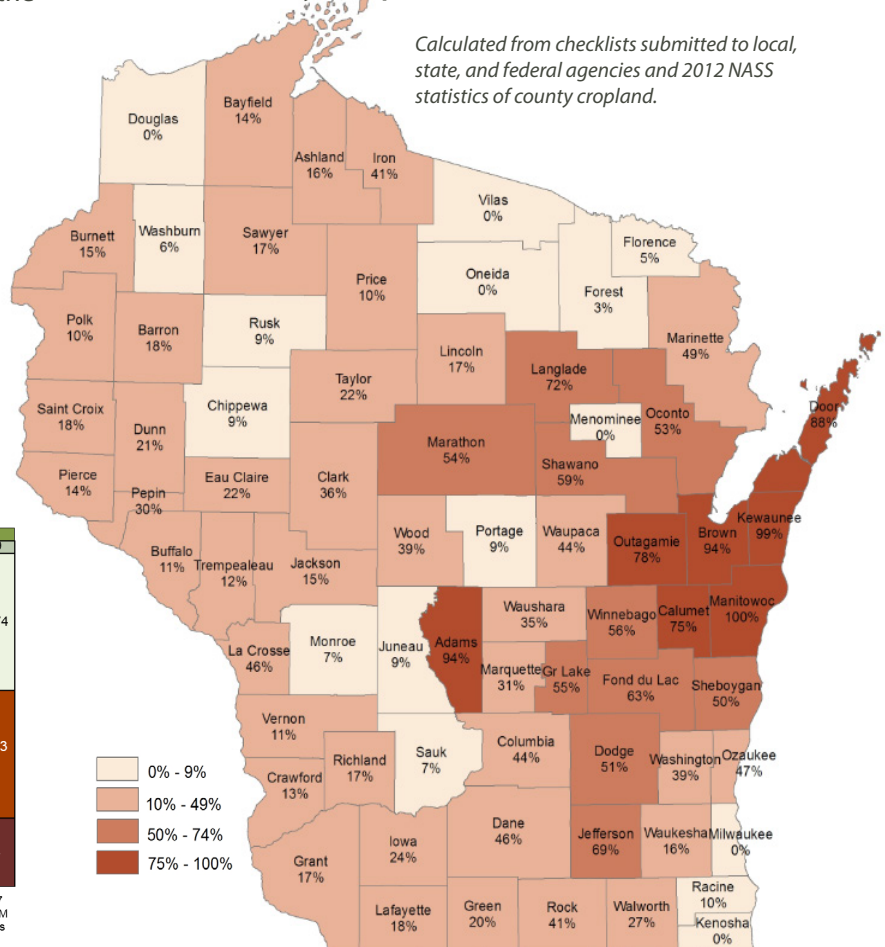 Calculated from checklists submitted to local,
state, and federal agencies and 2012 NASS
statistics of county cropland.
Douglas
0%
Bayfield
14%
Ashland
16%
Iron
41%
Vilas
0%
Florence
5%
Burnett
15%
Washburn
6%
Sawyer
17%
Price
10%
Oneida
0%
Forest
3%
Marinette
49%
Polk
10%
Barron
18%
Rusk
9%
Lincoln
17%
Langlade
72%
Taylor
22%
Chippewa
9%
Menominee
0%
Oconto
53%
Door
88%
Saint Croix
18%
Dunn
21%
Marathon
54%
Shawano
59%
Pierce
14%
Pepin
30%
Eau Claire
22%
Clark
36%
Wood
39%
Portage
9%
Waupaca
44%
Outagamie
78%
Brown
94%
Kewaunee
99%
Buffalo
11%
Trempealeau
12%
Jackson
15%
Waushara
35%
Winnebago
56%
Calumet
75%
Manitowoc
100%
La Crosse
46%
Monroe
7%
Juneau
9%
Adams
94%
Marquette
31%
Gr Lake
55%
Fond du Lac
63%
Sheboygan
50%
Vernon
11%
Richland
17%
Sauk
7%
Columbia
44%
Dodge
51%
Washington
39%
Ozaukee
47%
Crawford
13%
Grant
17%
Iowa
24%
Dane
46%
Jefferson
69%
Waukesha
16%
Milwaukee
0%
Lafayette
18%
Green
20%
Rock
41%
Walworth
27%
Racine
10%
Kenosha
0%
0% - 9%
10% - 49%
50% - 74%
75% - 100%